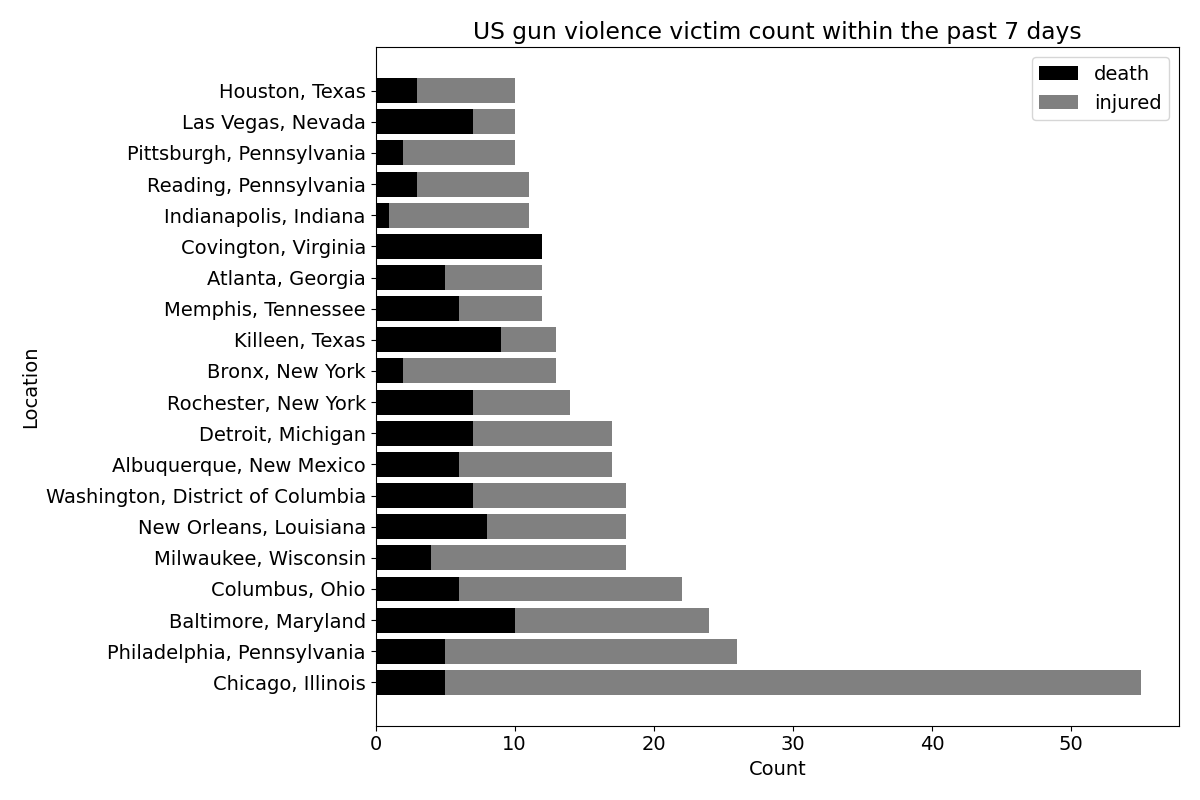 US gun violence victim count within the past 7 days
death
injured
Houston, Texas
Las Vegas, Nevada
Pittsburgh, Pennsylvania
Reading, Pennsylvania
Indianapolis, Indiana
Covington, Virginia
Atlanta, Georgia
Memphis, Tennessee
Killeen, Texas
Bronx, New York
Rochester, New York
Detroit, Michigan
Albuquerque, New Mexico
Washington, District of Columbia
New Orleans, Louisiana
Milwaukee, Wisconsin
Columbus, Ohio
Baltimore, Maryland
Philadelphia, Pennsylvania
Chicago, Illinois
Location
0 10 20 30 40 50
Count